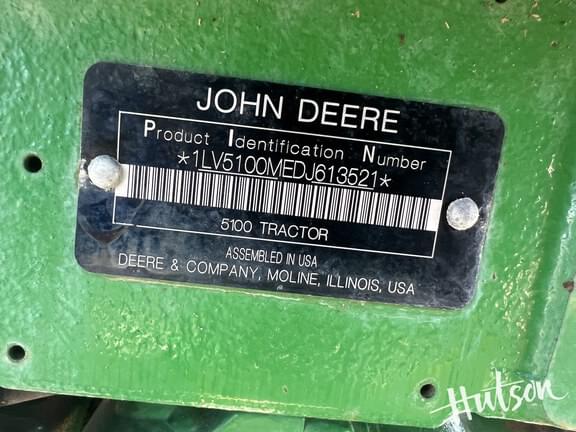 JOHN DEERE
Product Identification Number
*1LV5100MEDJ613521*
5100 TRACTOR
ASSEMBLED IN USA
DEERE & COMPANY, MOLINE, ILLINOIS, USA
Hutson